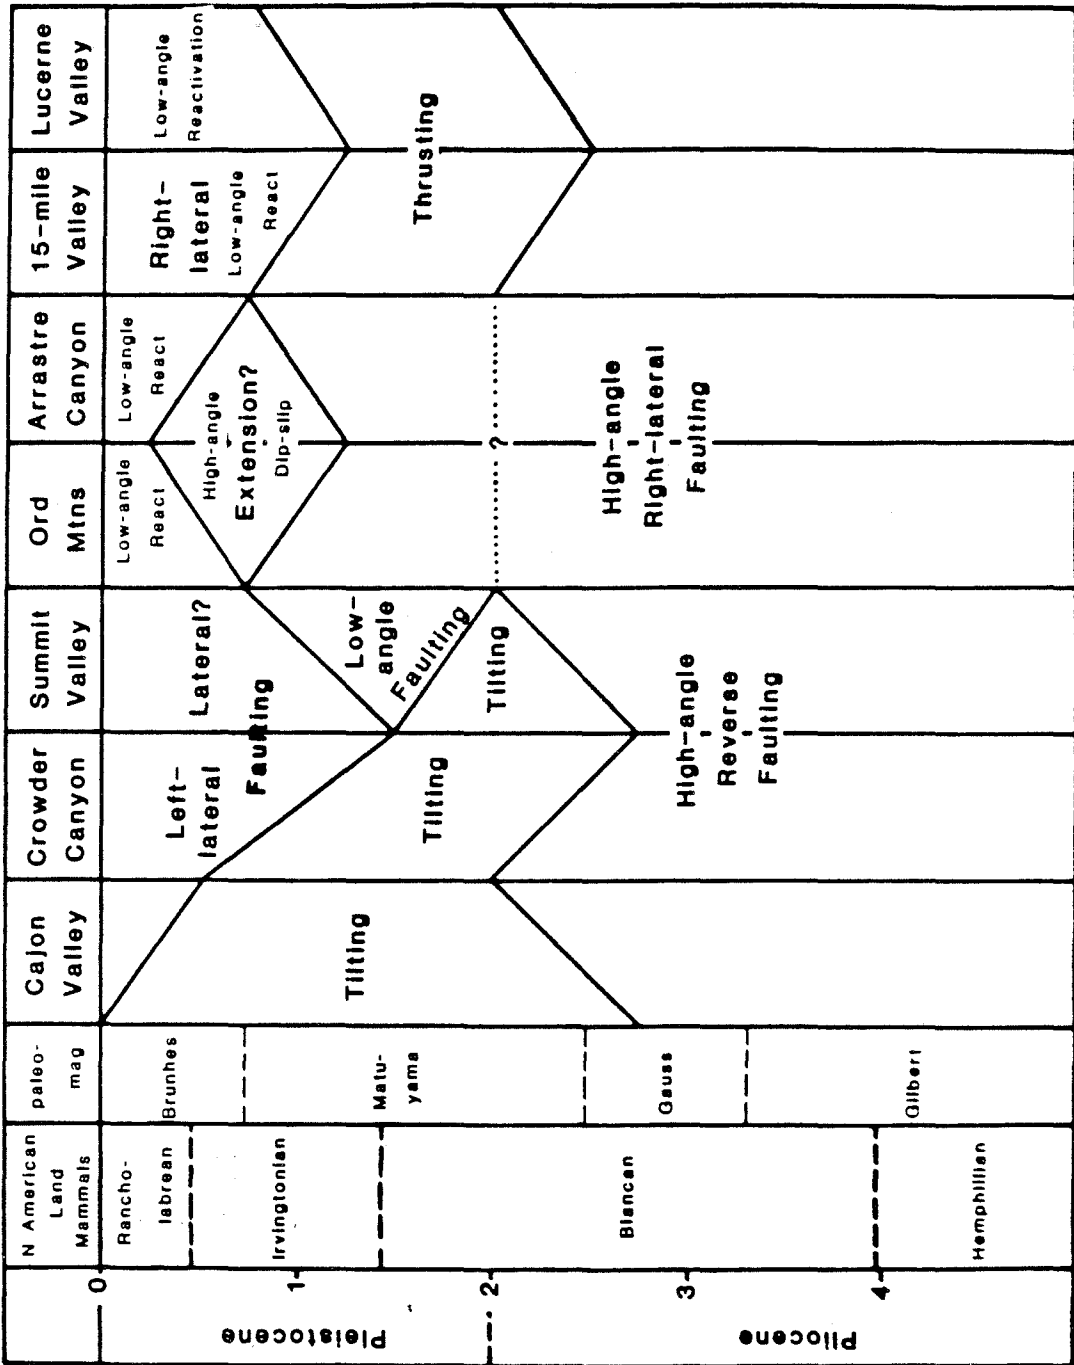 N American
Land
Mammals
paleo-
mag
Cajon
Valley
Crowder
Canyon
Summit
Valley
Ord
Mtns
Arrastre
Canyon
15-mile
Valley
Lucerne
Valley
0
1
2
3
4
Pleistocene
Pliocene
Rancho-
labrean
Irvingtonian
Blancan
Hemphillian
Brunhes
Matu-
yama
Gauss
Gilbert
Tilting
Left-
lateral
Lateral?
Faulting
Tilting
Low-
angle
Faulting
Tilting
High-angle
Reverse
Faulting
Low-angle
React
Low-angle
React
High-angle
Extension?
Dip-slip
?
High-angle
Right-lateral
Faulting
Right-
lateral
Low-angle
React
Low-angle
Reactivation
Thrusting